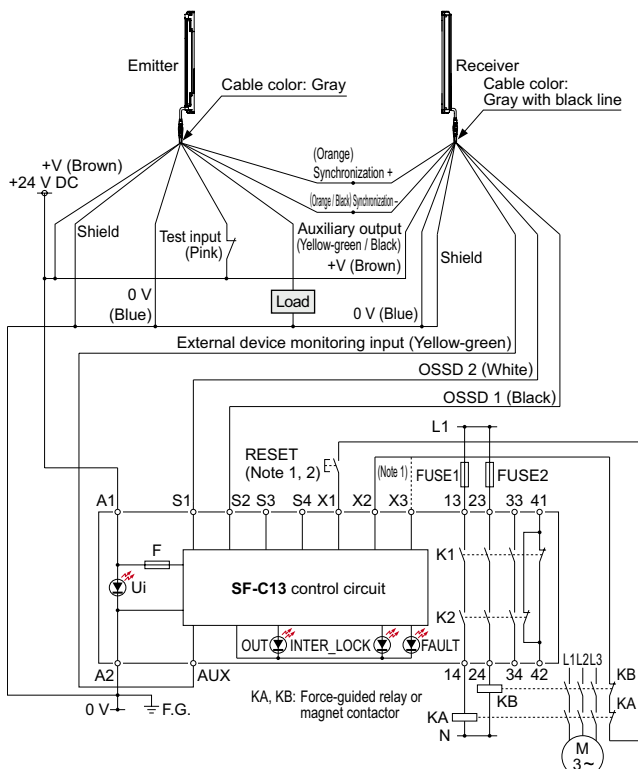 Emitter
Receiver
Cable color: Gray
Cable color:
Gray with black line
+V (Brown)
+24 V DC
(Orange)
Synchronization +
(Orange / Black) Synchronization –
Shield
Test input
(Pink)
Auxiliary output
(Yellow-green / Black)
+V (Brown)
Shield
0 V
(Blue)
Load
0 V (Blue)
External device monitoring input (Yellow-green)
OSSD 2 (White)
OSSD 1 (Black)
L1
RESET
(Note 1, 2)
(Note 1)
FUSE1
FUSE2
A1
S1
S2
S3
S4
X1
X2
X3
13
23
33
41
F
Ui
SF-C13 control circuit
K1
K2
OUT
INTER_LOCK
FAULT
A2
AUX
14
24
34
42
L1L2L3
KB
KA
KA, KB: Force-guided relay or
magnet contactor
KB
KA
0 V
F.G.
N
M
3~